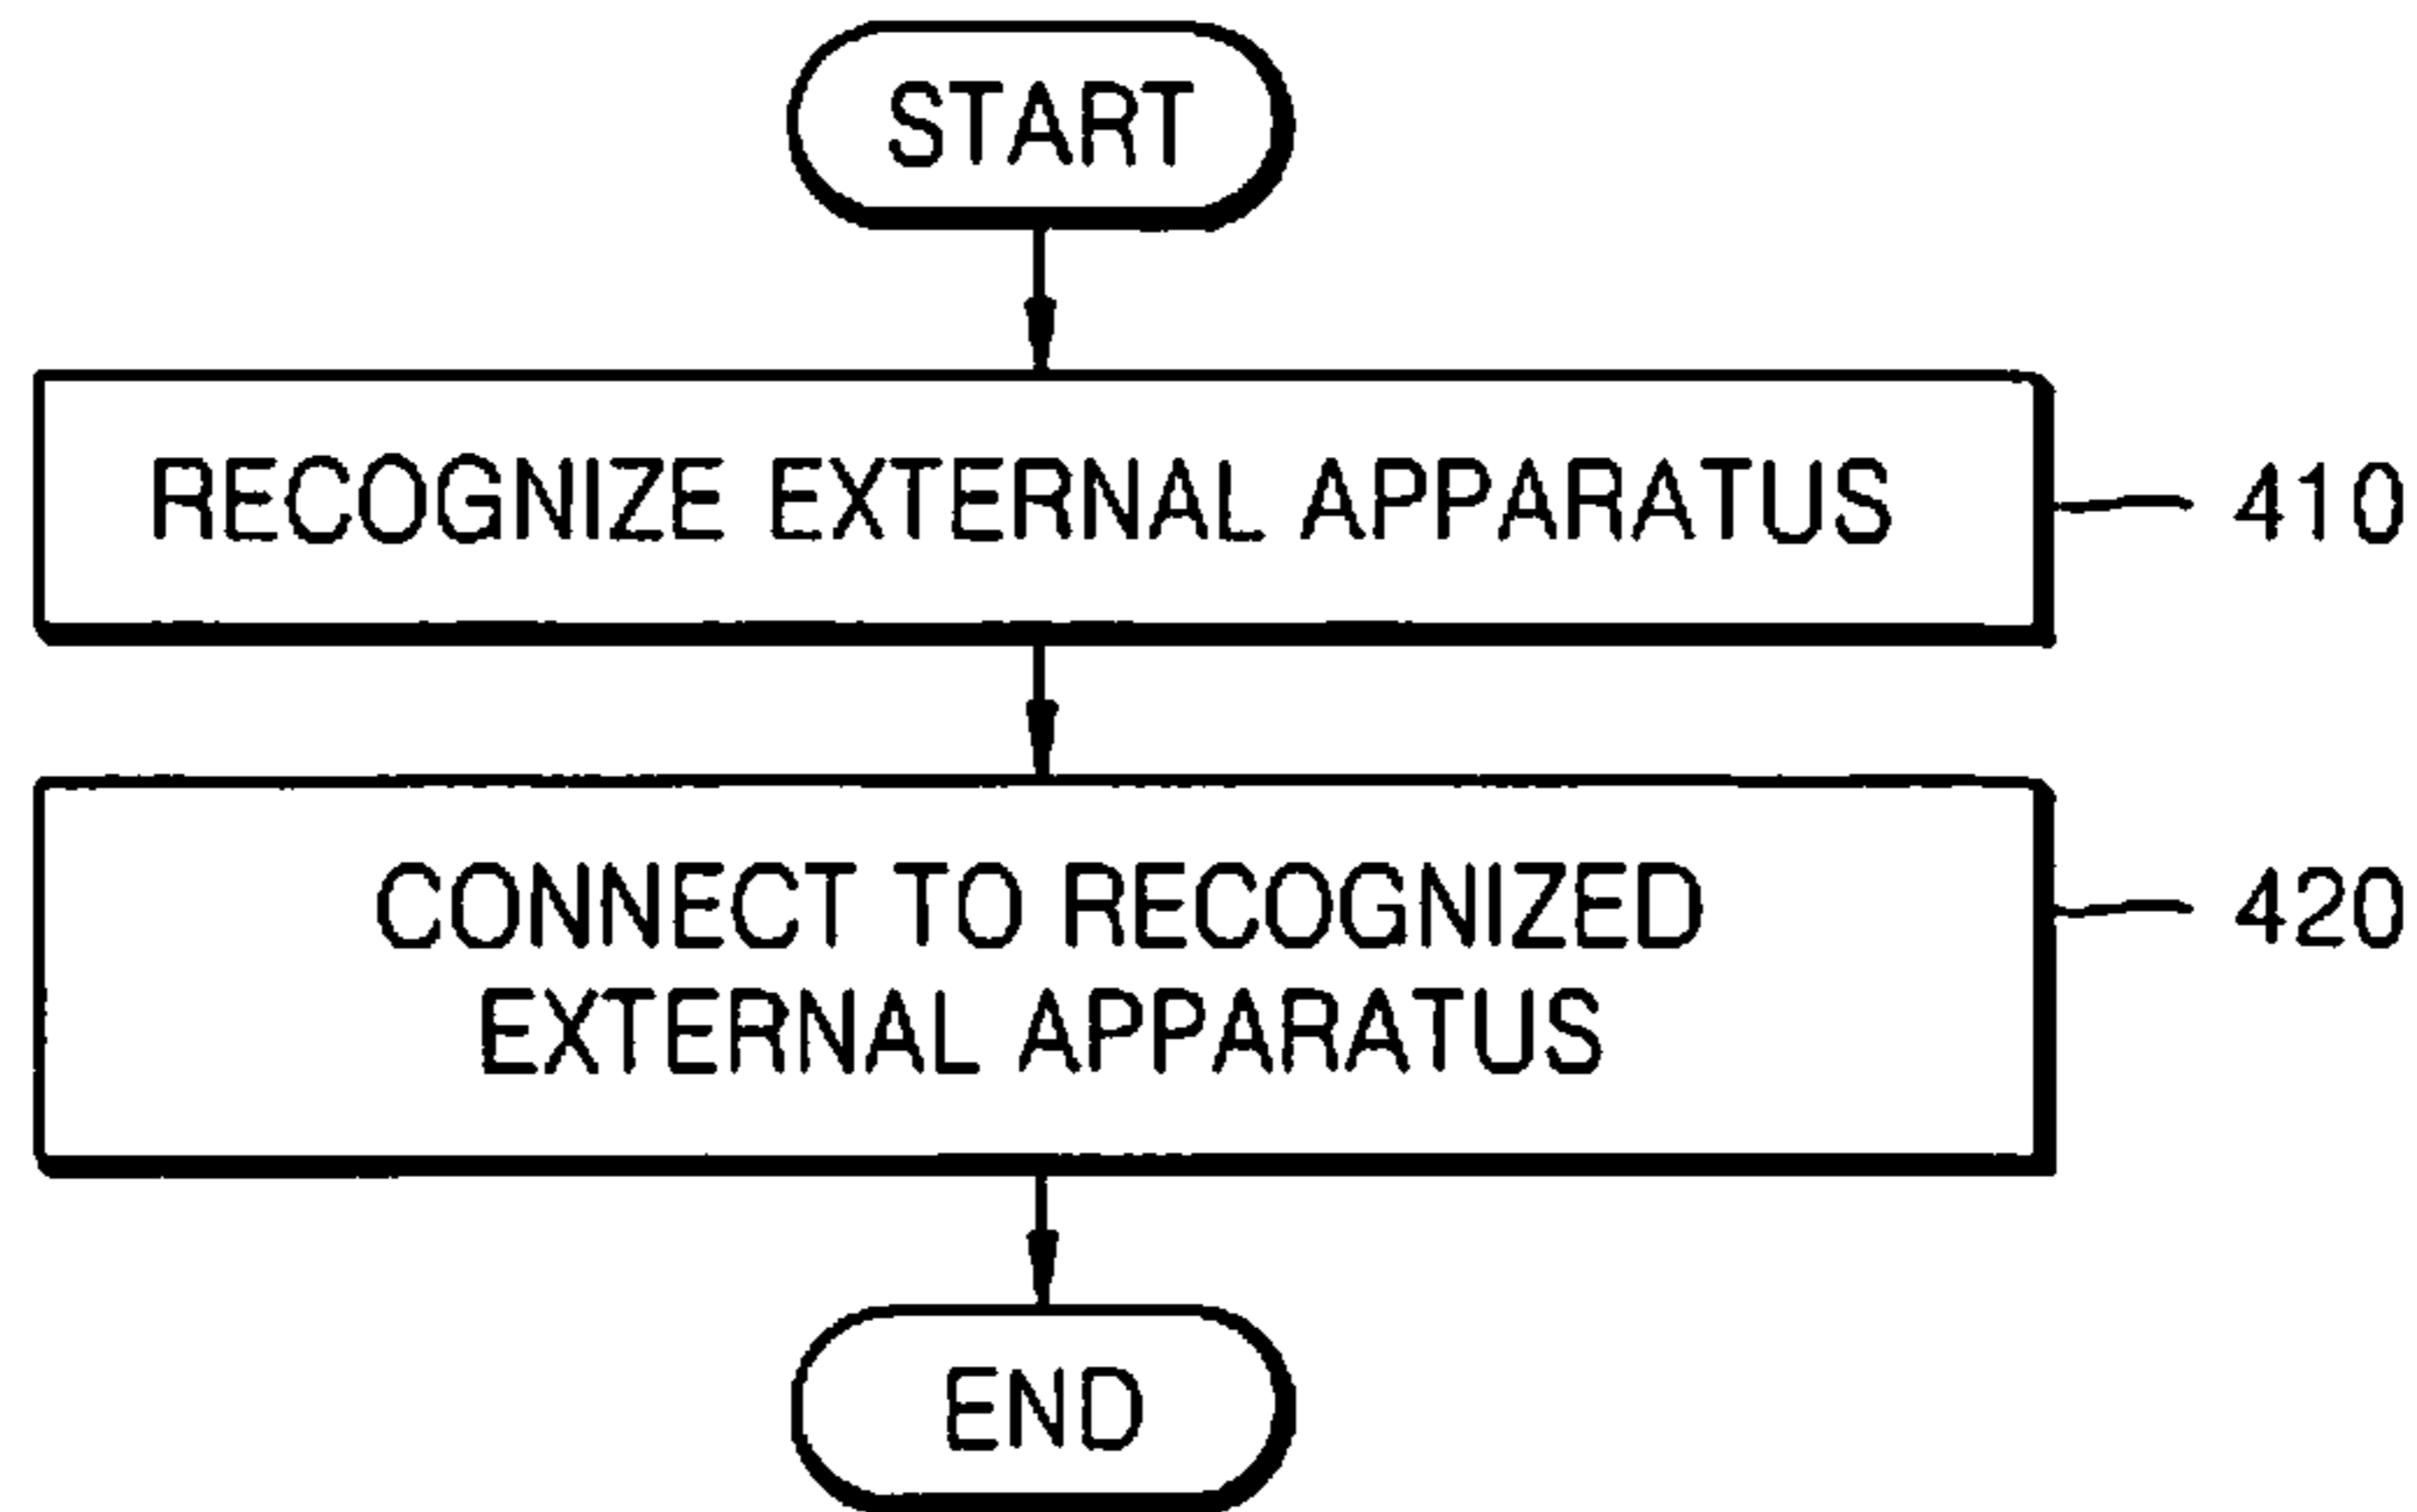 START
RECOGNIZE EXTERNAL APPARATUS
410
CONNECT TO RECOGNIZED
420
EXTERNAL APPARATUS
END